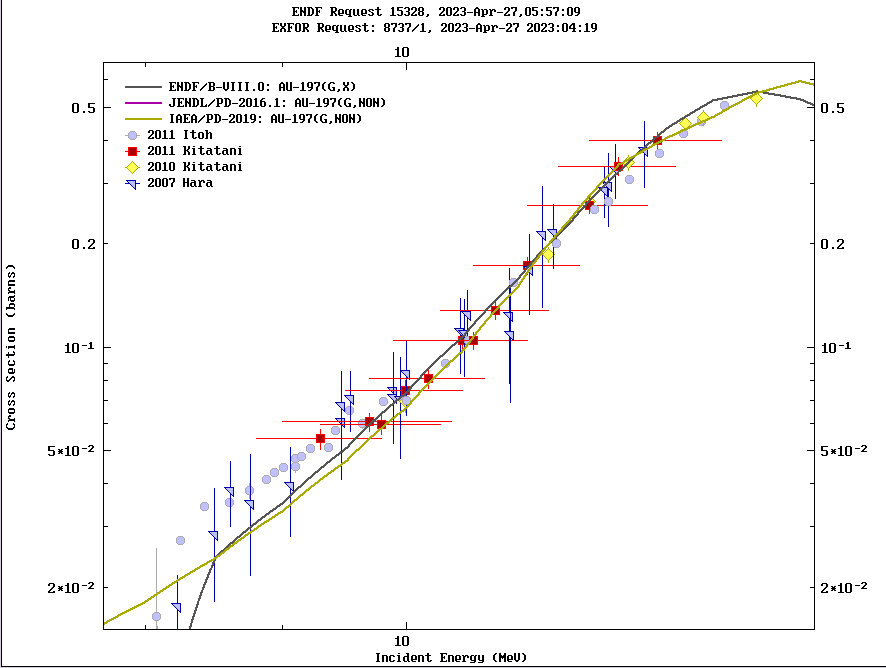 ENDF Request 15328, 2023-Apr-27,05:57:09
EXFOR Request: 8737/1, 2023-Apr-27 2023:04:19
10
ENDF/B-VIII.0: AU-197(G,X)
JENDL/PD-2016.1: AU-197(G,NON)
IAEA/PD-2019: AU-197(G,NON)
2011 Itoh
2011 Kitatani
2010 Kitatani
2007 Hara
0.5 0.5
0.2 0.2
10⁻¹ 10⁻¹
5*10⁻² 5*10⁻²
2*10⁻² 2*10⁻²
Cross Section (barns)
10
Incident Energy (MeV)